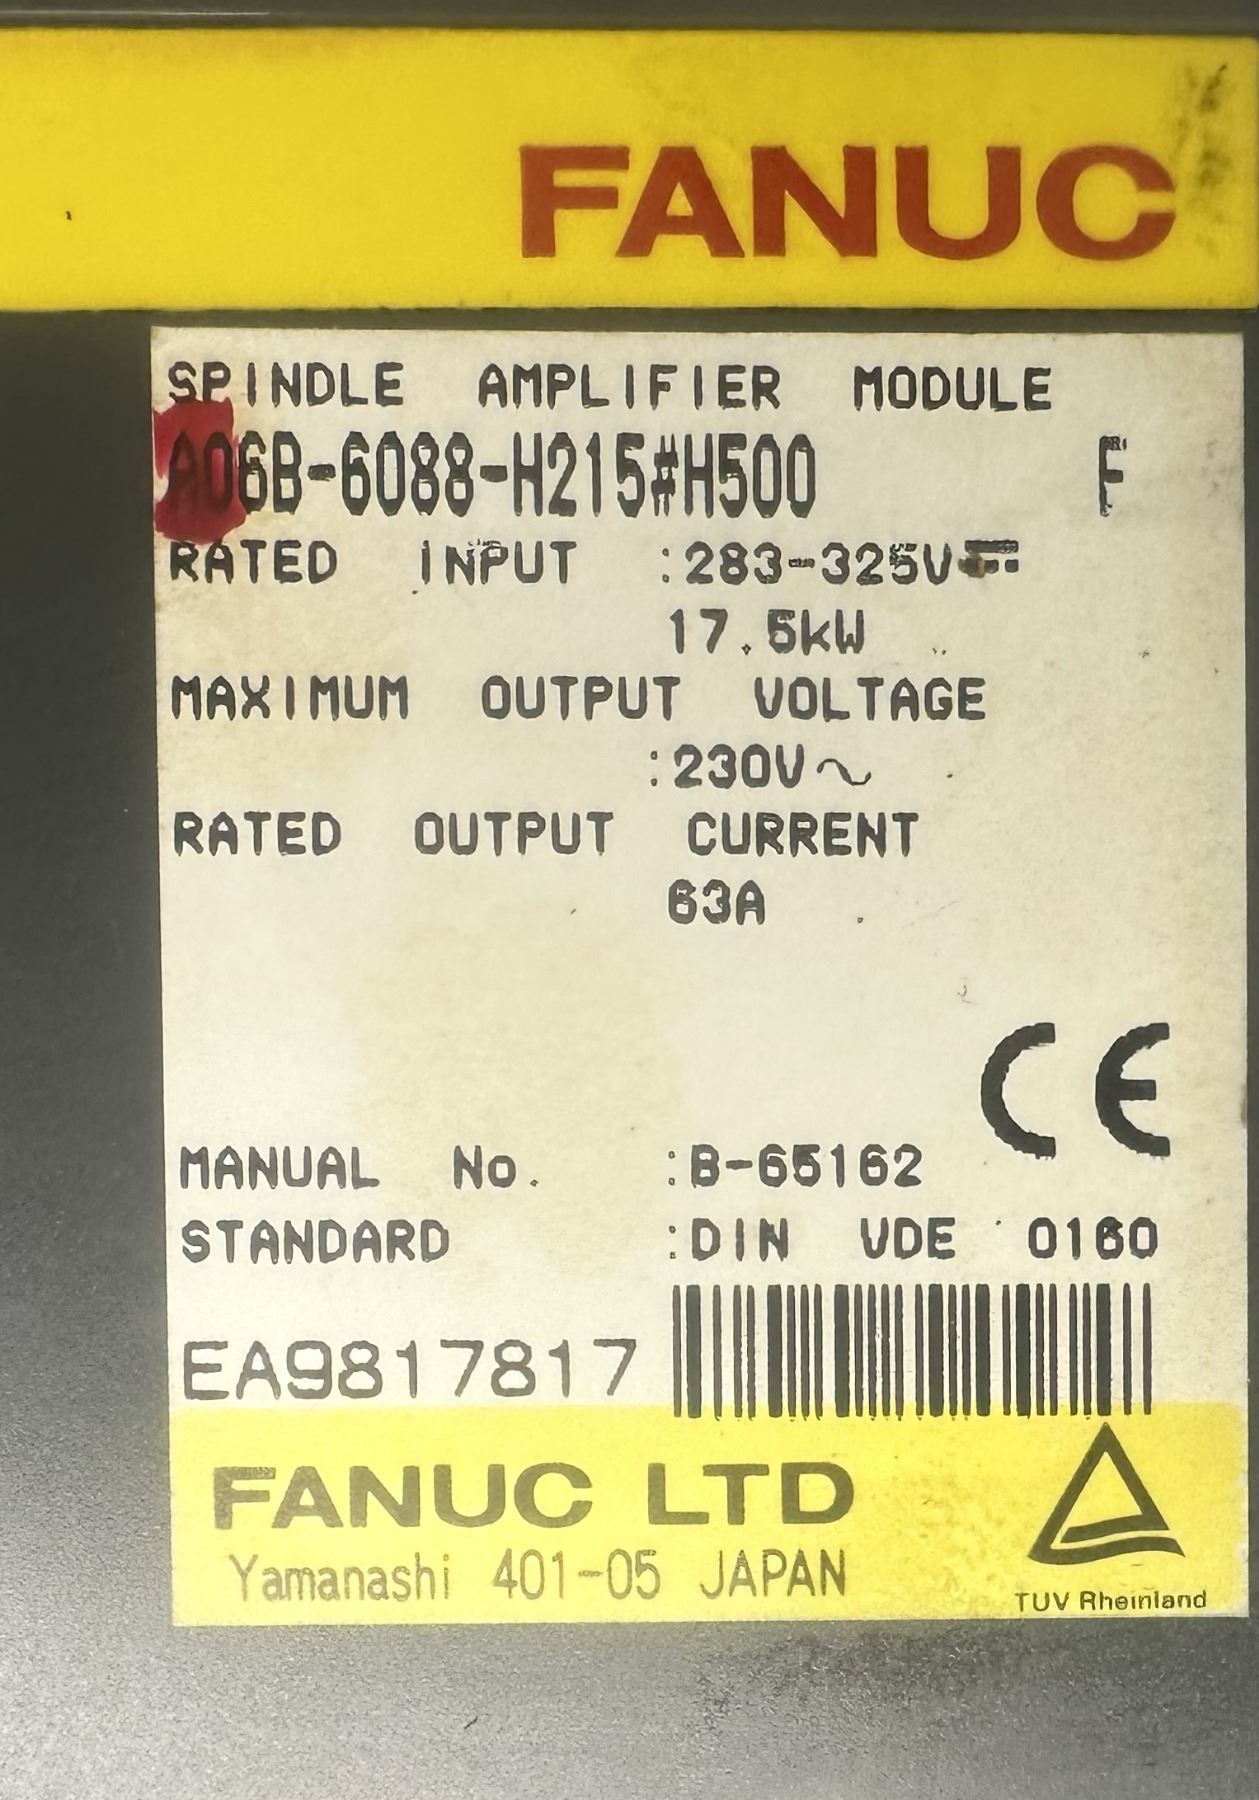 FANUC
SPINDLE AMPLIFIER MODULE
A06B-6088-H215#H500 F
RATED INPUT :283-325V⎓
17.5kW
MAXIMUM OUTPUT VOLTAGE
:230V～
RATED OUTPUT CURRENT
63A
CE
MANUAL No. :B-65162
STANDARD :DIN VDE 0160
EA9817817
FANUC LTD
Yamanashi 401-05 JAPAN
TUV Rheinland